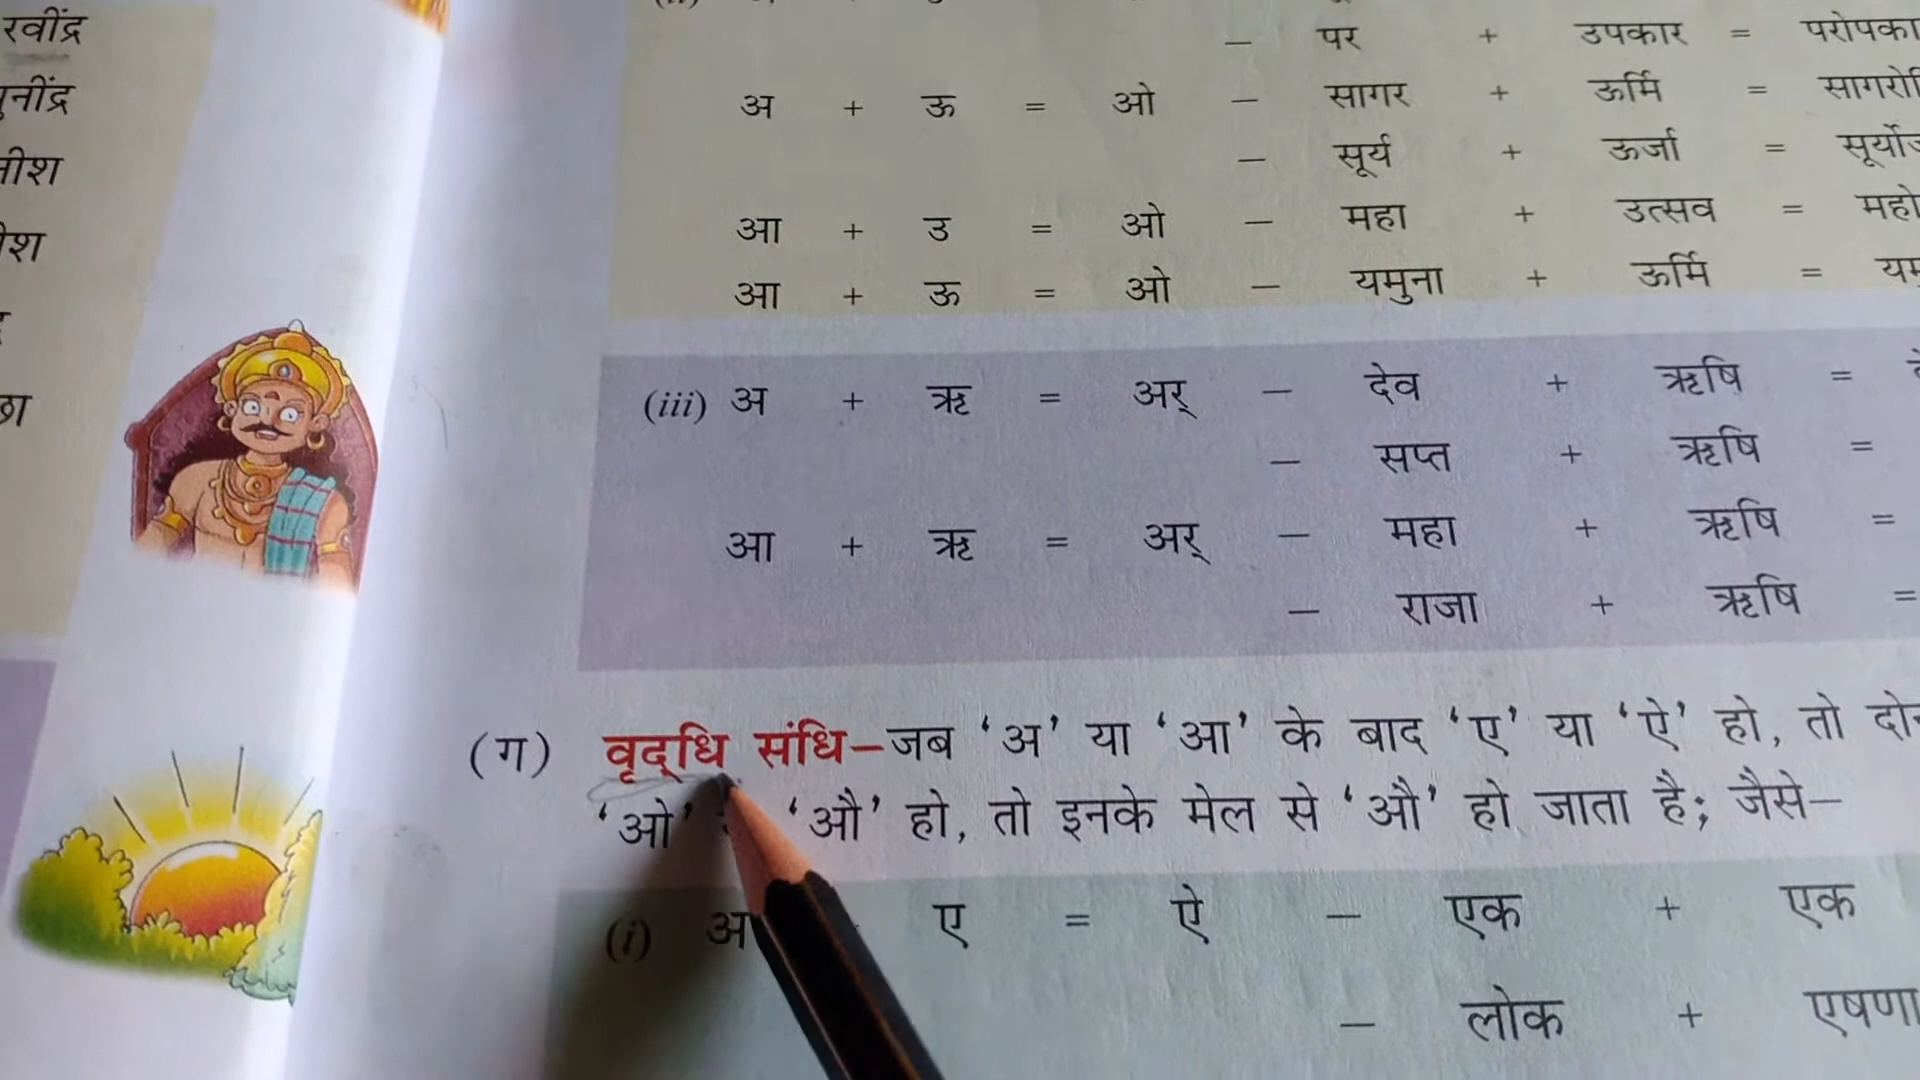 रवींद्र
नीश
(ii)
– पर + उपकार = परोपका
अ + ऊ = ओ – सागर + ऊर्मि =
– सूर्य + ऊर्जा =
आ + उ = ओ – महा + उत्सव = महो
आ + ऊ = ओ – यमुना + ऊर्मि =
(iii) अ + ऋ = अर् – देव + ऋषि =
– सप्त + ऋषि =
आ + ऋ = अर् – महा + ऋषि =
– राजा + ऋषि =
(ग) वृद्‌धि संधि–जब ‘अ’ या ‘आ’ के बाद ‘ए’ या ‘ऐ’ हो, तो
‘ओ’ ‘औ’ हो, तो इनके मेल से ‘औ’ हो जाता है; जैसे–
(i) अ ए = ऐ – एक + एक
– लोक + एषणा